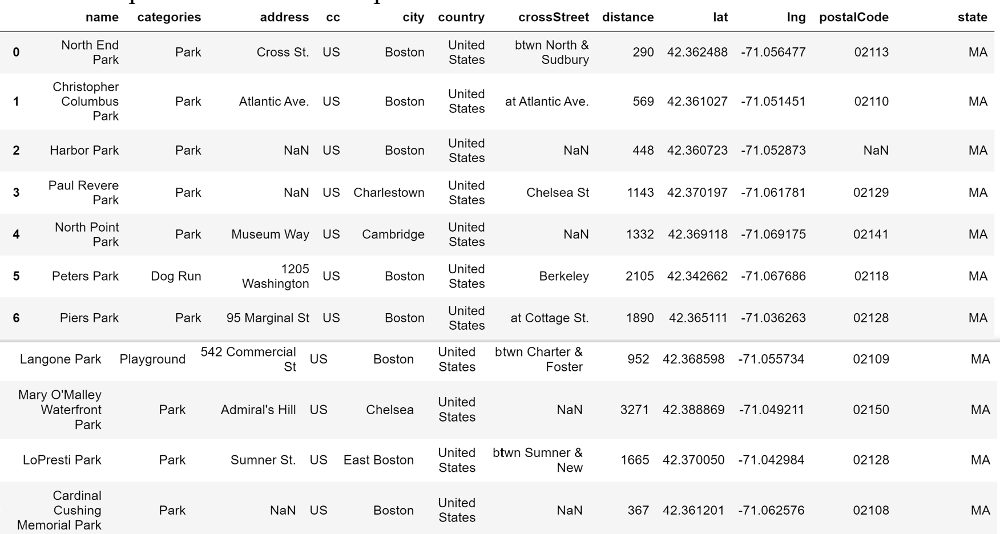 name categories address cc city country crossStreet distance lat lng postalCode state
0 North End Park Park Cross St. US Boston United States btwn North & Sudbury 290 42.362488 -71.056477 02113 MA
1 Christopher Columbus Park Park Atlantic Ave. US Boston United States at Atlantic Ave. 569 42.361027 -71.051451 02110 MA
2 Harbor Park Park NaN US Boston United States NaN 448 42.360723 -71.052873 NaN MA
3 Paul Revere Park Park NaN US Charlestown United States Chelsea St 1143 42.370197 -71.061781 02129 MA
4 North Point Park Park Museum Way US Cambridge United States NaN 1332 42.369118 -71.069175 02141 MA
5 Peters Park Dog Run 1205 Washington US Boston United States Berkeley 2105 42.342662 -71.067686 02118 MA
6 Piers Park Park 95 Marginal St US Boston United States at Cottage St. 1890 42.365111 -71.036263 02128 MA
Langone Park Playground 542 Commercial St US Boston United States btwn Charter & Foster 952 42.368598 -71.055734 02109 MA
Mary O'Malley Waterfront Park Park Admiral's Hill US Chelsea United States NaN 3271 42.388869 -71.049211 02150 MA
LoPresti Park Park Sumner St. US East Boston United States btwn Sumner & New 1665 42.370050 -71.042984 02128 MA
Cardinal Cushing Memorial Park Park NaN US Boston United States NaN 367 42.361201 -71.062576 02108 MA